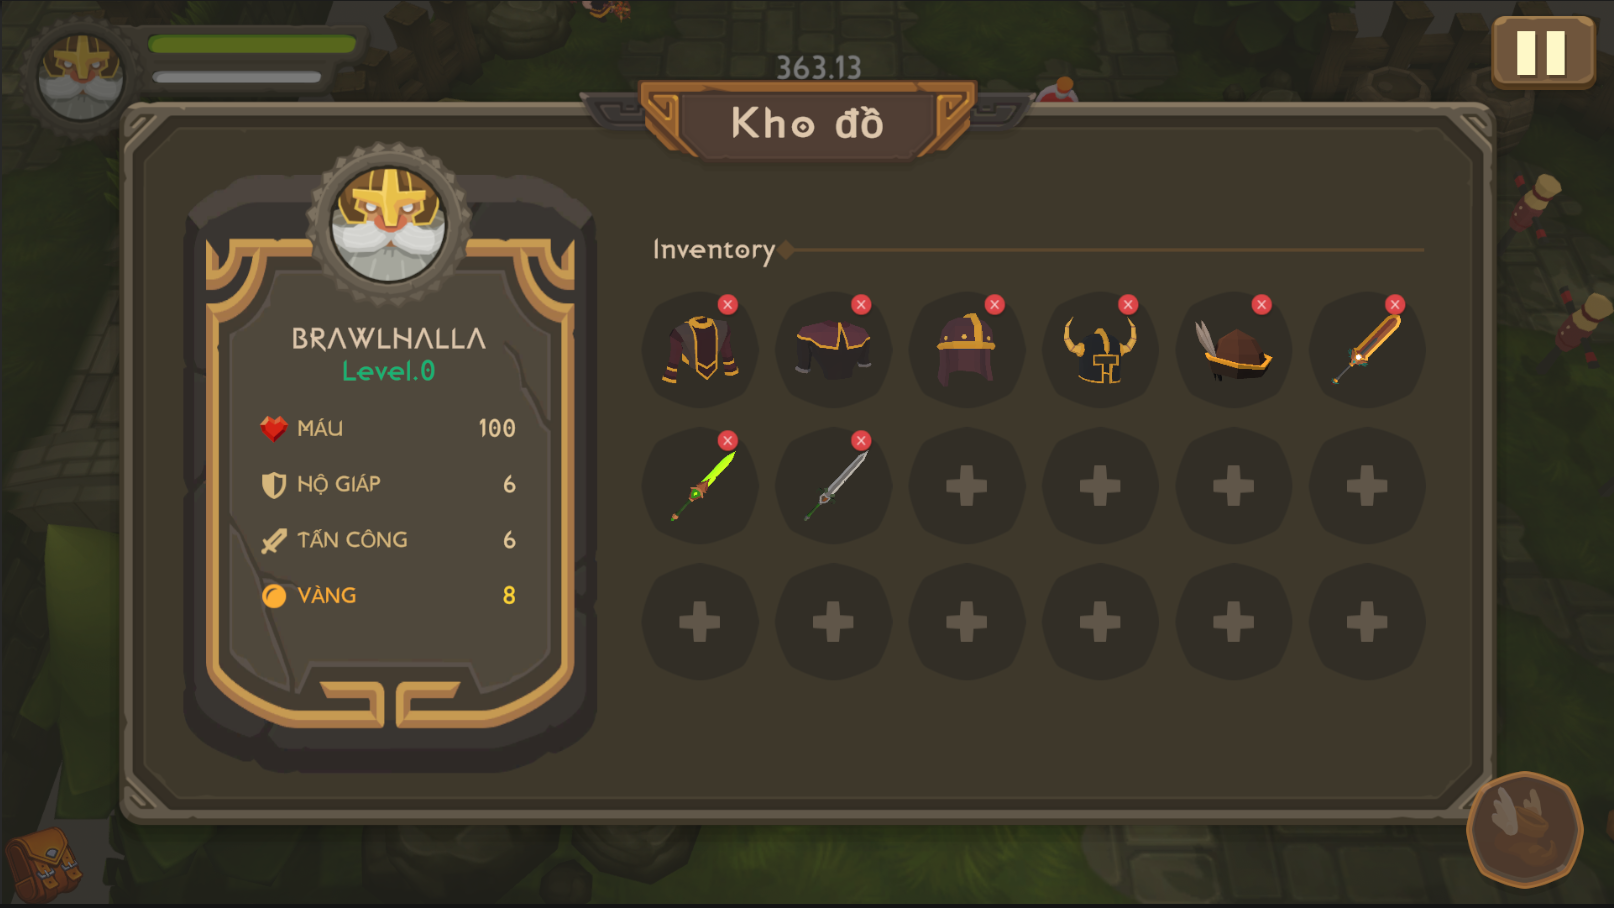 363.13
Kho đồ
Inventory
BRAWLHALLA
Level.0
MÁU 100
HỘ GIÁP 6
TẤN CÔNG 6
VÀNG 8